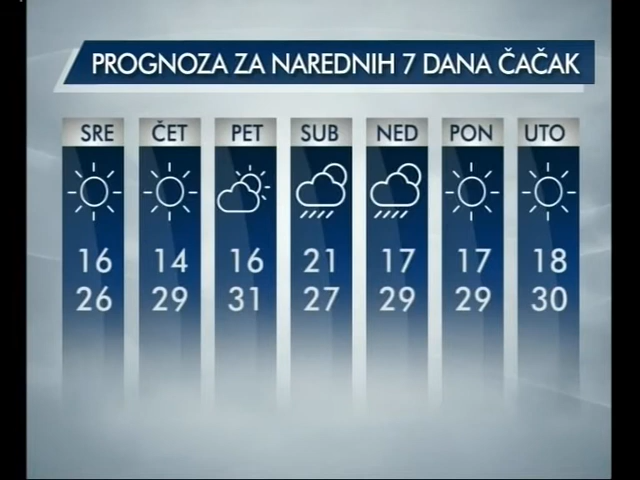 PROGNOZA ZA NAREDNIH 7 DANA ČAČAK
SRE ČET PET SUB NED PON UTO
16 14 16 21 17 17 18
26 29 31 27 29 29 30